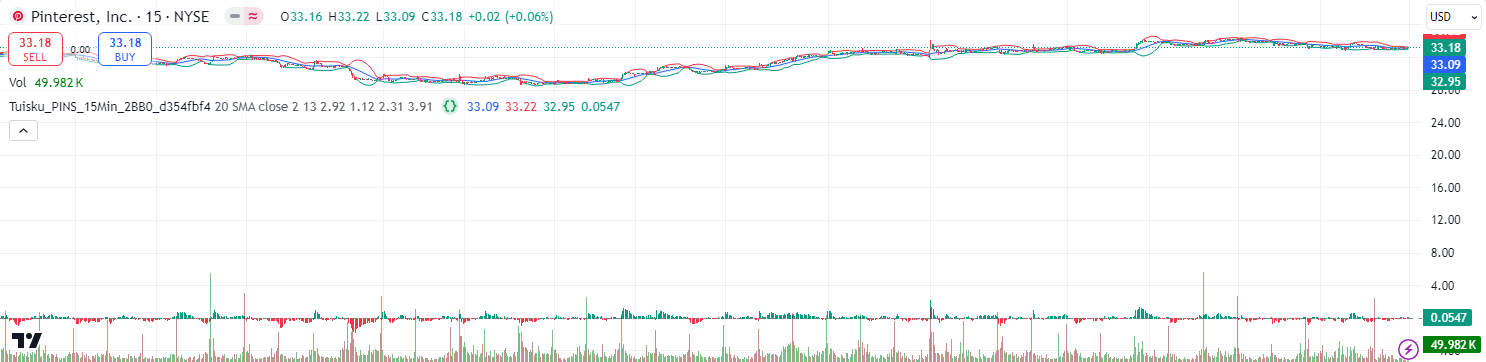 Pinterest, Inc. · 15 · NYSE O33.16 H33.22 L33.09 C33.18 +0.02 (+0.06%)
USD
33.18 SELL 0.00 33.18 BUY
33.18
33.09
32.95
Vol 49.982 K
Tuisku_PINS_15Min_2BB0_d354fbf4 20 SMA close 2 13 2.92 1.12 2.31 3.91 33.09 33.22 32.95 0.0547
24.00
20.00
16.00
12.00
8.00
4.00
0.0547
49.982 K